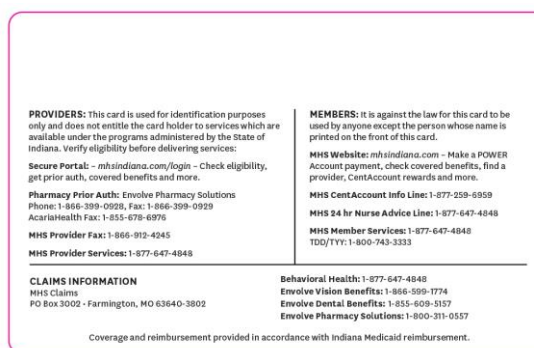 PROVIDERS: This card is used for identification purposes
only and does not entitle the card holder to services which are
available under the programs administered by the State of
Indiana. Verify eligibility before delivering services:
Secure Portal: – mhsindiana.com/login – Check eligibility,
get prior auth, covered benefits and more.
Pharmacy Prior Auth: Envolve Pharmacy Solutions
Phone: 1-866-399-0928, Fax: 1-866-399-0929
AcariaHealth Fax: 1-855-678-6976
MHS Provider Fax: 1-866-912-4245
MHS Provider Services: 1-877-647-4848
MEMBERS: It is against the law for this card to be
used by anyone except the person whose name is
printed on the front of this card.
MHS Website: mhsindiana.com – Make a POWER
Account payment, check covered benefits, find a
provider, CentAccount rewards and more.
MHS CentAccount Info Line: 1-877-259-6959
MHS 24 hr Nurse Advice Line: 1-877-647-4848
MHS Member Services: 1-877-647-4848
TDD/TYY: 1-800-743-3333
CLAIMS INFORMATION
MHS Claims
PO Box 3002 • Farmington, MO 63640-3802
Behavioral Health: 1-877-647-4848
Envolve Vision Benefits: 1-866-599-1774
Envolve Dental Benefits: 1-855-609-5157
Envolve Pharmacy Solutions: 1-800-311-0557
Coverage and reimbursement provided in accordance with Indiana Medicaid reimbursement.